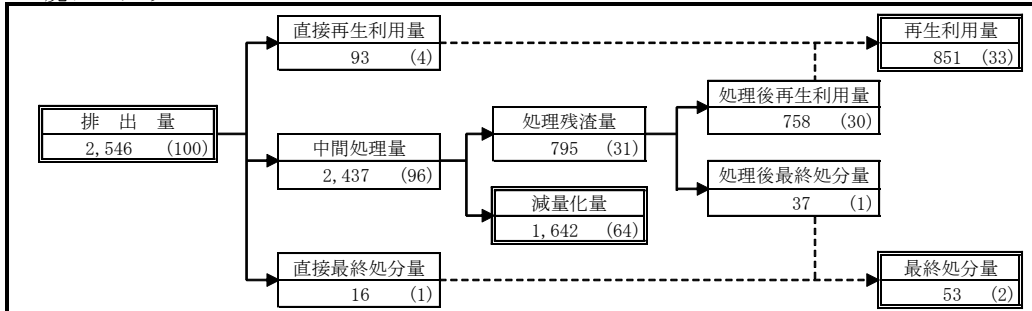 直接再生利用量
93 (4)
再生利用量
851 (33)
排 出 量
2,546 (100)
処理残渣量
795 (31)
処理後再生利用量
758 (30)
中間処理量
2,437 (96)
減量化量
1,642 (64)
処理後最終処分量
37 (1)
直接最終処分量
16 (1)
最終処分量
53 (2)